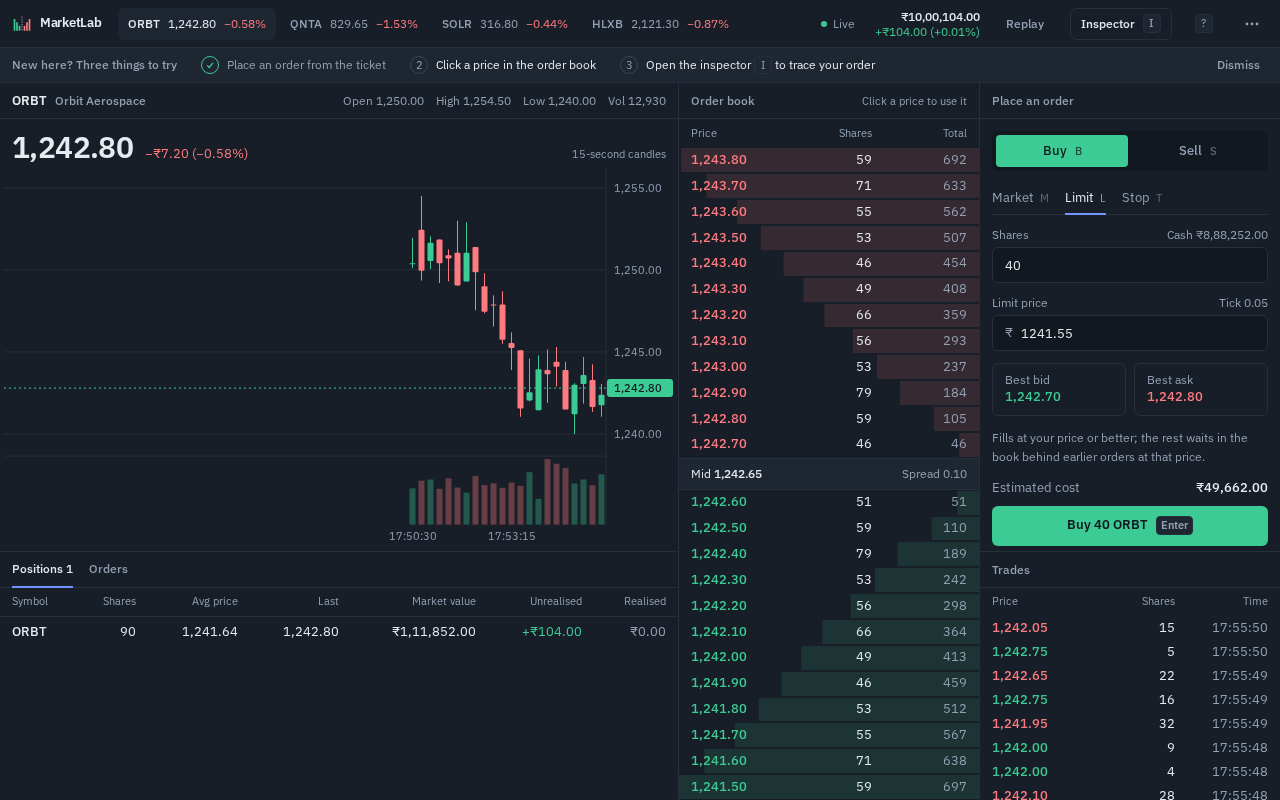 MarketLab
ORBT 1,242.80 −0.58%
QNTA 829.65 −1.53%
SOLR 316.80 −0.44%
HLXB 2,121.30 −0.87%
Live
₹10,00,104.00
+₹104.00 (+0.01%)
Replay
Inspector I
?
New here? Three things to try
Place an order from the ticket
2 Click a price in the order book
3 Open the inspector I to trace your order
Dismiss
ORBT Orbit Aerospace
Open 1,250.00 High 1,254.50 Low 1,240.00 Vol 12,930
1,242.80 −₹7.20 (−0.58%)
15-second candles
1,255.00
1,250.00
1,245.00
1,242.80
1,240.00
17:50:30 17:53:15
Positions 1 Orders
Symbol Shares Avg price Last Market value Unrealised Realised
ORBT 90 1,241.64 1,242.80 ₹1,11,852.00 +₹104.00 ₹0.00
Order book Click a price to use it
Price Shares Total
1,243.80 59 692
1,243.70 71 633
1,243.60 55 562
1,243.50 53 507
1,243.40 46 454
1,243.30 49 408
1,243.20 66 359
1,243.10 56 293
1,243.00 53 237
1,242.90 79 184
1,242.80 59 105
1,242.70 46 46
Mid 1,242.65 Spread 0.10
1,242.60 51 51
1,242.50 59 110
1,242.40 79 189
1,242.30 53 242
1,242.20 56 298
1,242.10 66 364
1,242.00 49 413
1,241.90 46 459
1,241.80 53 512
1,241.70 55 567
1,241.60 71 638
1,241.50 59 697
Place an order
Buy B Sell S
Market M Limit L Stop T
Shares Cash ₹8,88,252.00
40
Limit price Tick 0.05
₹ 1241.55
Best bid Best ask
1,242.70 1,242.80
Fills at your price or better; the rest waits in the
book behind earlier orders at that price.
Estimated cost ₹49,662.00
Buy 40 ORBT Enter
Trades
Price Shares Time
1,242.05 15 17:55:50
1,242.75 5 17:55:50
1,242.65 22 17:55:49
1,242.75 16 17:55:49
1,241.95 32 17:55:49
1,242.00 9 17:55:48
1,242.00 4 17:55:48
1,242.10 28 17:55:48